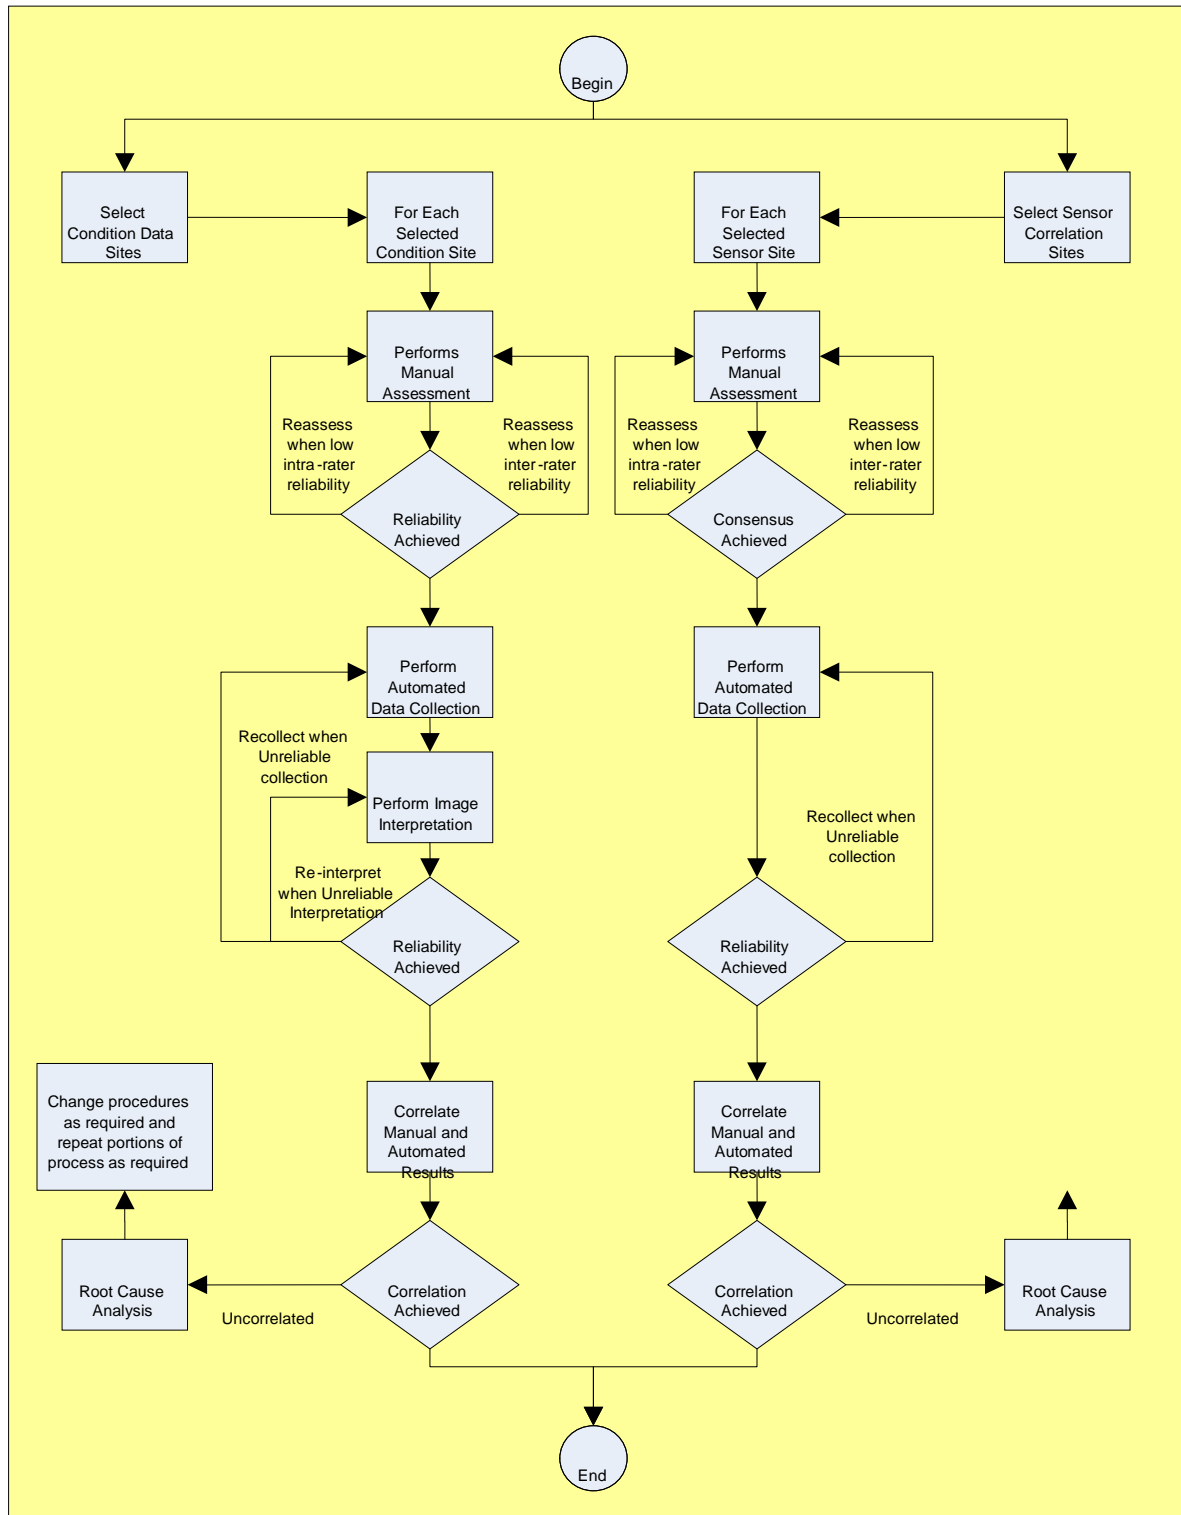 Begin
Select
Condition Data
Sites
For Each
Selected
Condition Site
For Each
Selected
Sensor Site
Select Sensor
Correlation
Sites
Performs
Manual
Assessment
Performs
Manual
Assessment
Reassess
when low
intra-rater
reliability
Reassess
when low
inter-rater
reliability
Reassess
when low
intra-rater
reliability
Reassess
when low
inter-rater
reliability
Reliability
Achieved
Consensus
Achieved
Perform
Automated
Data Collection
Perform
Automated
Data Collection
Recollect when
Unreliable
collection
Perform Image
Interpretation
Recollect when
Unreliable
collection
Re-interpret
when Unreliable
Interpretation
Reliability
Achieved
Reliability
Achieved
Change procedures
as required and
repeat portions of
process as required
Correlate
Manual and
Automated
Results
Correlate
Manual and
Automated
Results
Root Cause
Analysis
Uncorrelated
Correlation
Achieved
Correlation
Achieved
Uncorrelated
Root Cause
Analysis
End